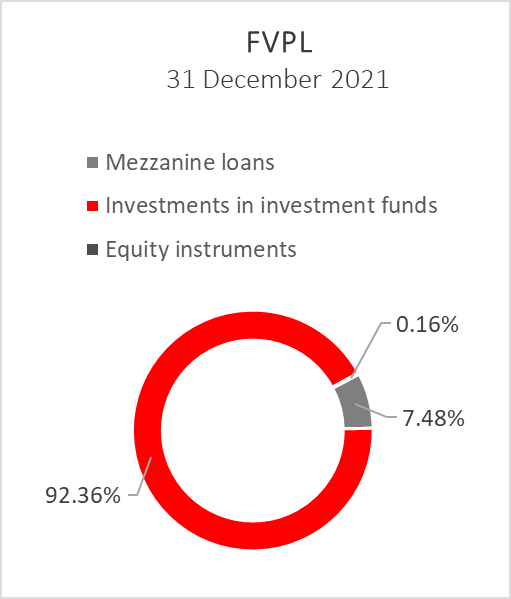 FVPL
31 December 2021
Mezzanine loans
Investments in investment funds
Equity instruments
0.16%
7.48%
92.36%